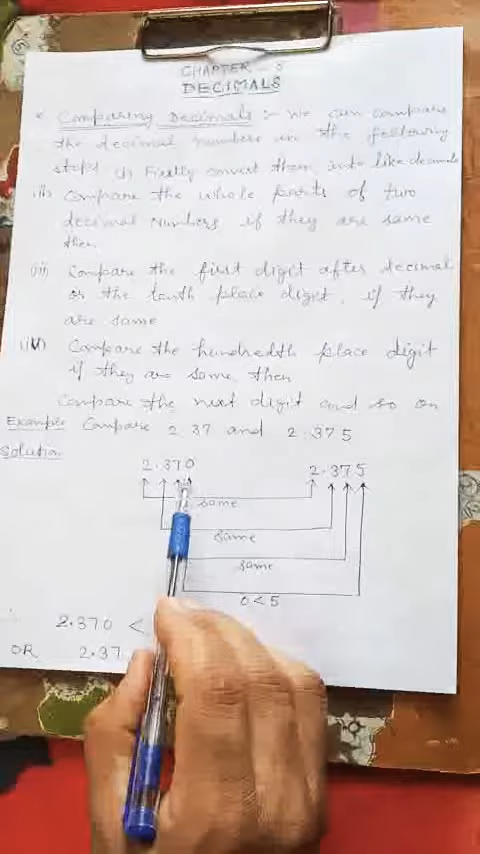 CHAPTER
DECIMALS
* Comparing Decimals :- We can compare
the decimal numbers in the following
steps (i) Firstly convert them into like decimals
(ii) Compare the whole parts of two
decimal Numbers if they are same
then
(iii) Compare the first digit after decimal
or the tenth place digit, if they
are same
(iv) Compare the hundredth place digit
if they are same, then
Compare the next digit and so on
Example Compare 2.37 and 2.375
Solution
2.370 2.375
same
same
same
0 < 5
2.370 <
OR 2.37